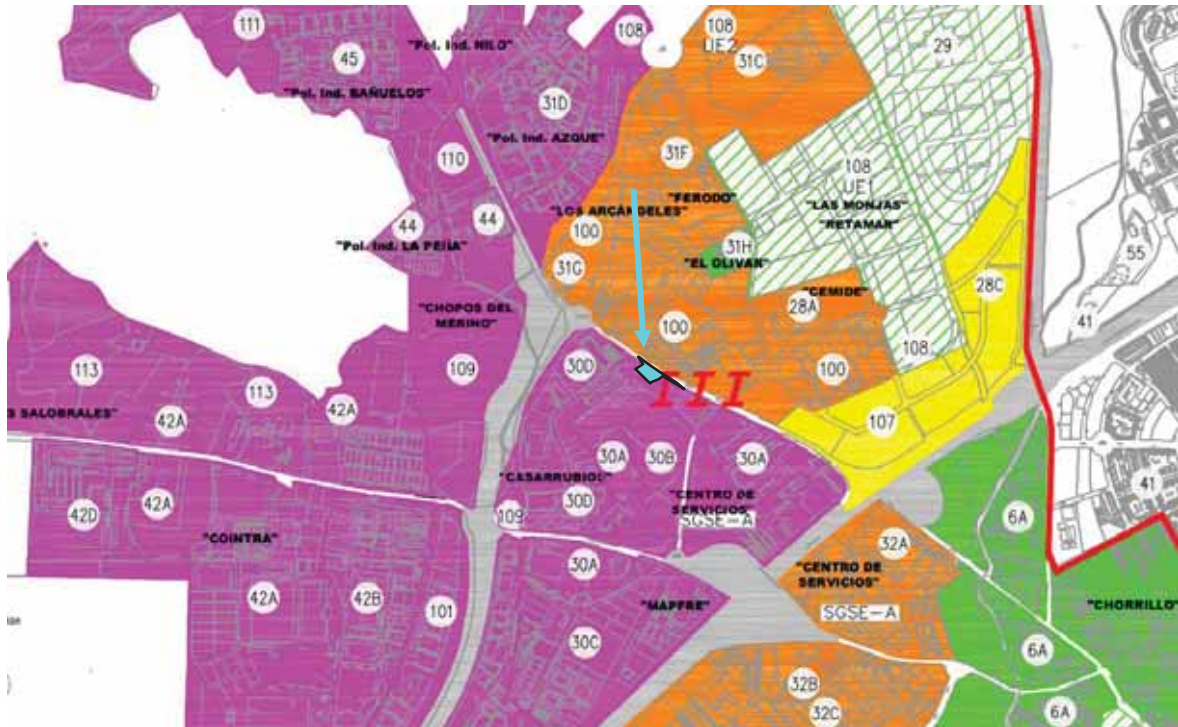 111
108
108
UE2
31C
29
"Pol. Ind. NILO"
45
"Pol. Ind. BAÑUELOS"
31D
"Pol. Ind. AZQUE"
110
31F
108
UE1
"FERODO"
"LAS MONJAS"
"RETAMAR"
"LOS ARCÁNGELES"
44
44
100
"Pol. Ind. LA PEÑA"
31H
"EL OLIVAR"
31G
55
28C
"CEMIDE"
28A
"CHOPOS DEL
MERINO"
100
41
108
III
113
109
30D
100
113
42A
S SALOBRALES"
42A
107
30A
30B
30A
"CASARRUBIOS"
30D
"CENTRO DE
SERVICIOS"
SGSE-A
42D
42A
109
41
6A
"COINTRA"
32A
30A
"CENTRO DE
SERVICIOS"
42A
42B
101
"MAPFRE"
SGSE-A
"CHORRILLO"
30C
6A
32B
32C
6A